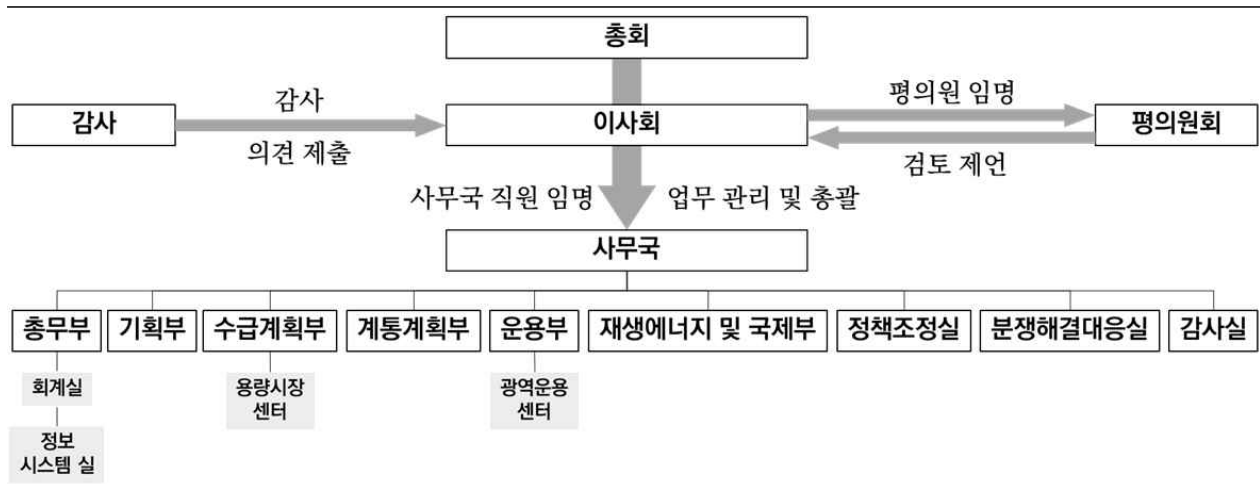 총회
감사
평의원 임명
감사
이사회
평의원회
의견 제출
검토 제언
사무국 직원 임명
업무 관리 및 총괄
사무국
총무부
기획부
수급계획부
계통계획부
운용부
재생에너지 및 국제부
정책조정실
분쟁해결대응실
감사실
회계실
용량시장
센터
광역운용
센터
정보
시스템 실